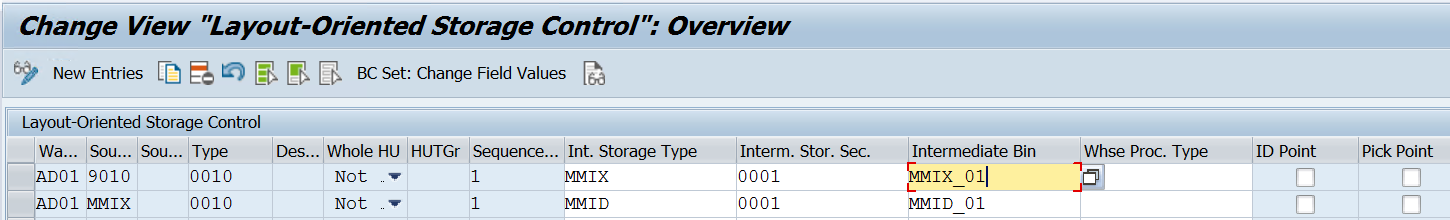 Change View "Layout-Oriented Storage Control": Overview
New Entries BC Set: Change Field Values
Layout-Oriented Storage Control
Wa... Sou... Sou... Type Des... Whole HU HUTGr Sequence... Int. Storage Type Interm. Stor. Sec. Intermediate Bin Whse Proc. Type ID Point Pick Point
AD01 9010 0010 Not .. 1 MMIX 0001 MMIX_01
AD01 MMIX 0010 Not .. 1 MMID 0001 MMID_01